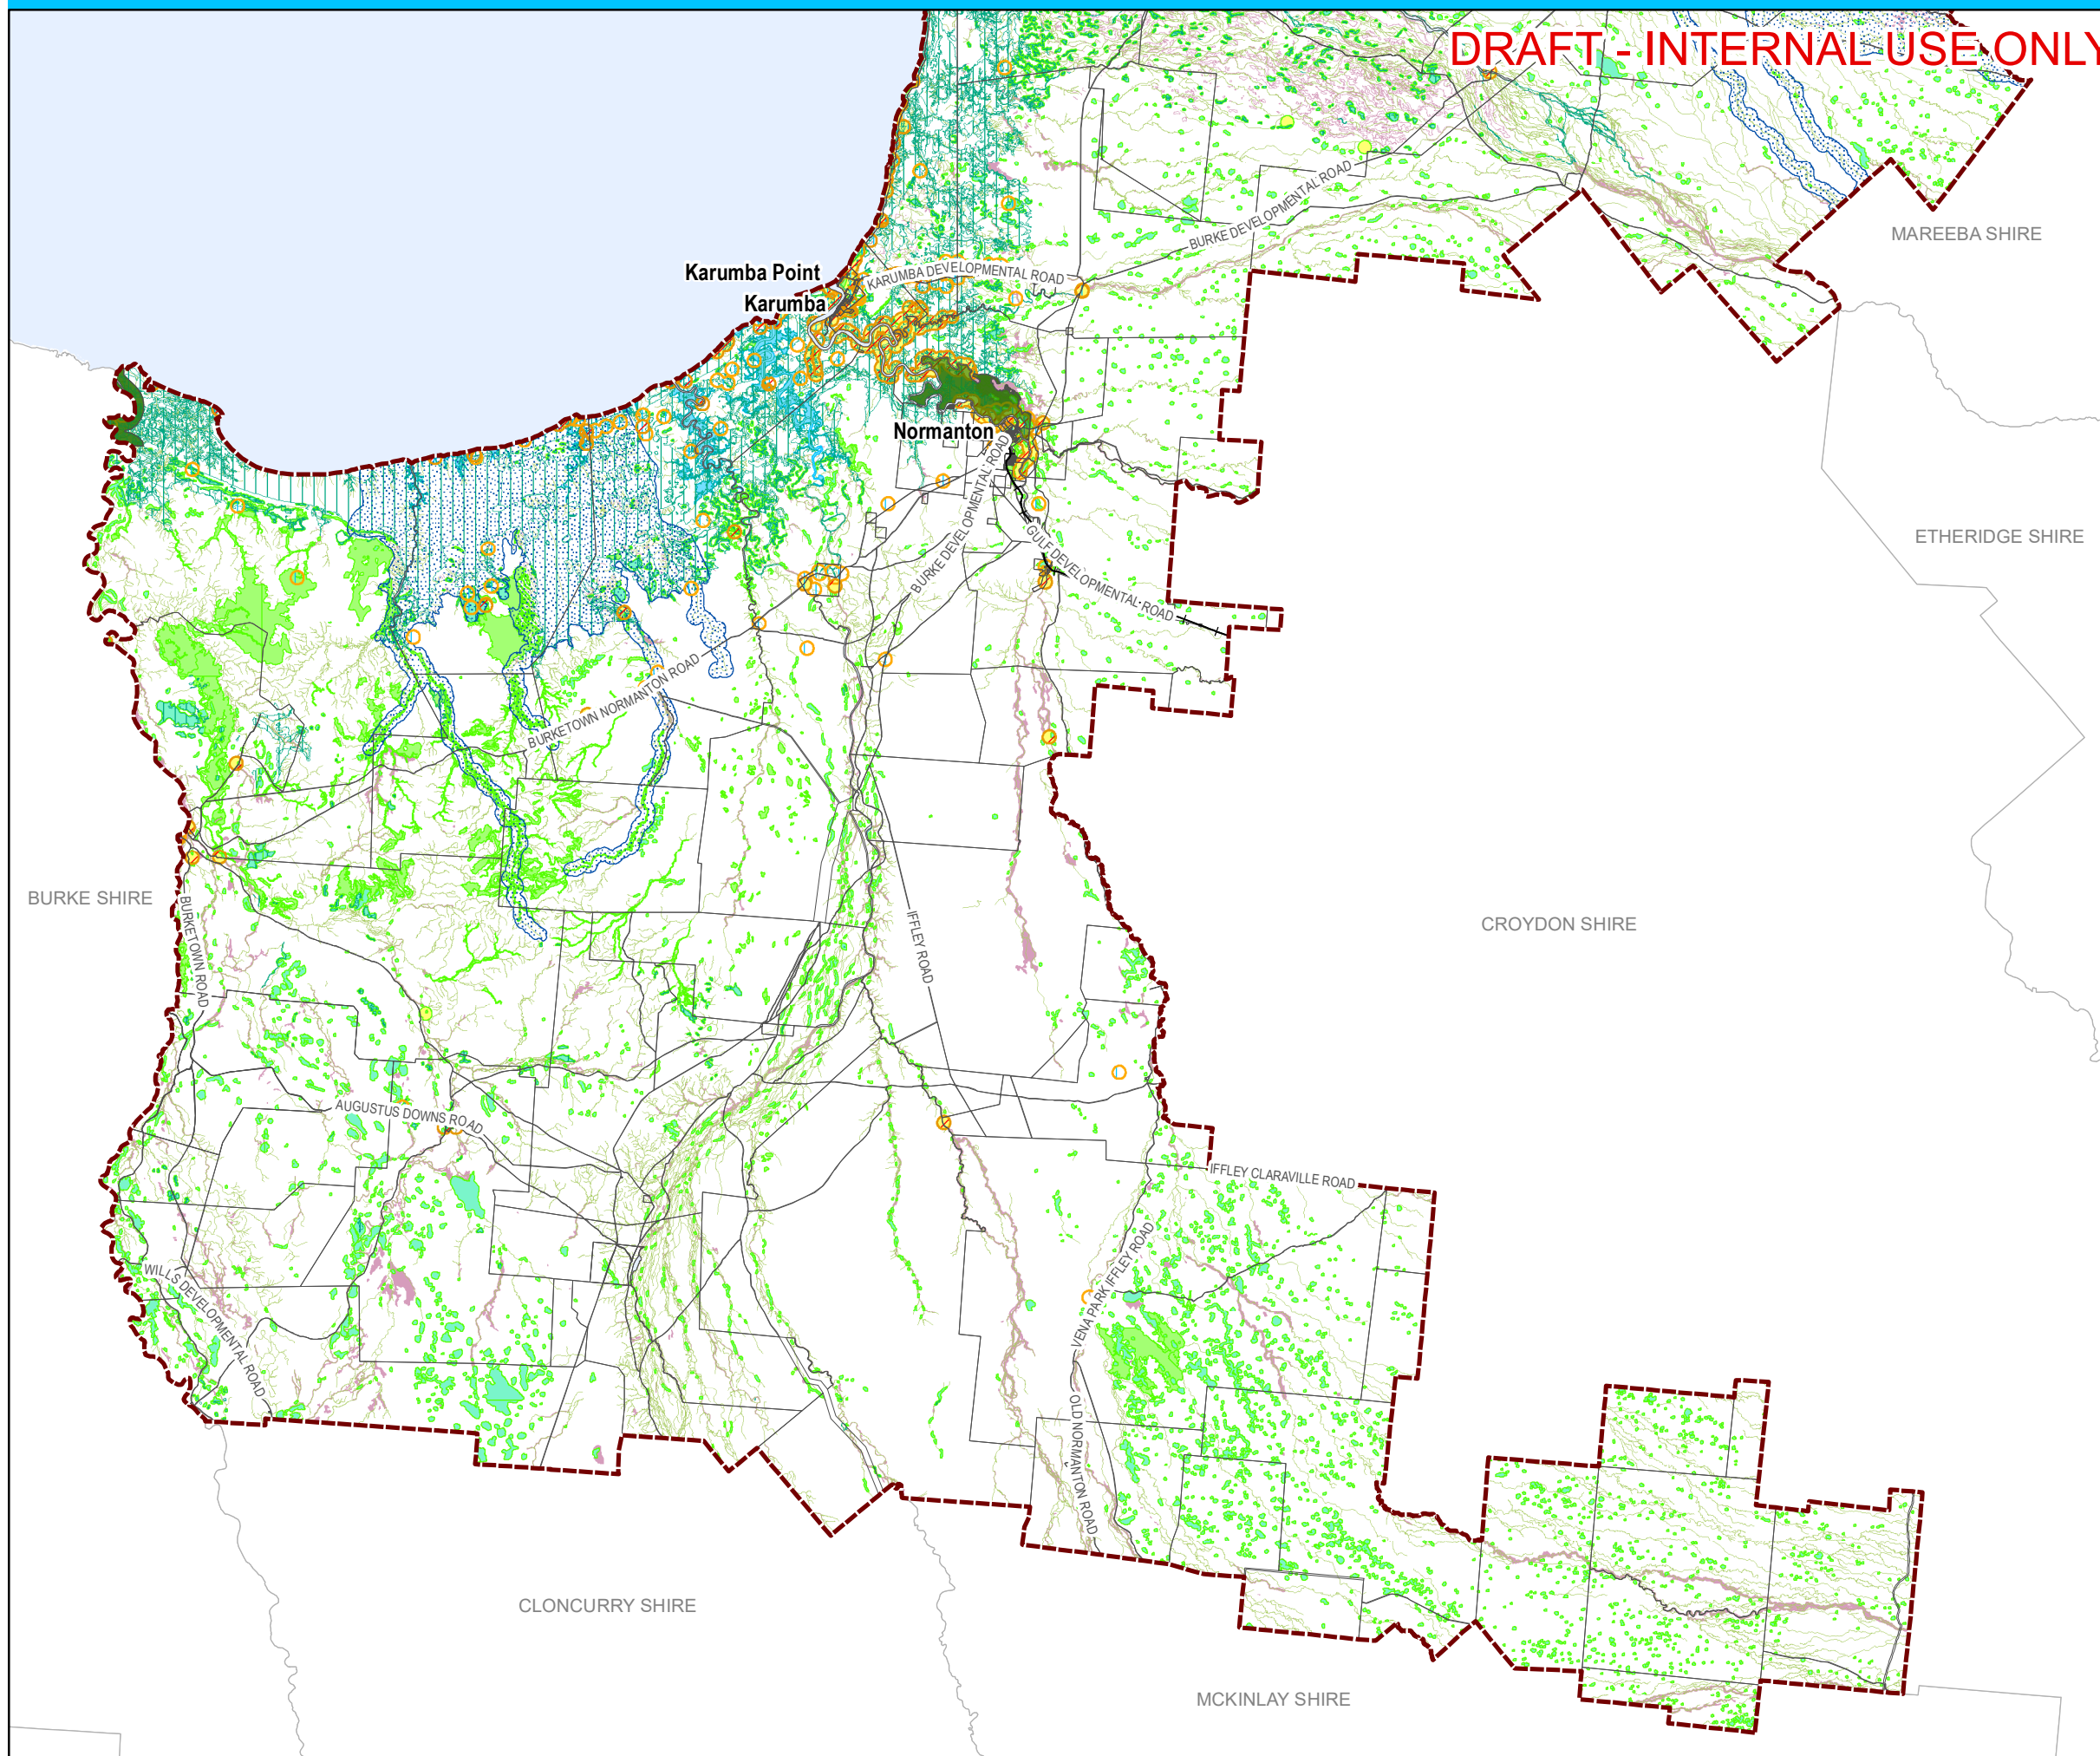 DRAFT - INTERNAL USE ONLY
MAREEBA SHIRE
BURKE DEVELOPMENTAL ROAD
Karumba Point
KARUMBA DEVELOPMENTAL ROAD
Karumba
Normanton
BURKE DEVELOPMENTAL ROAD
GULF DEVELOPMENTAL ROAD
ETHERIDGE SHIRE
BURKETOWN NORMANTON ROAD
BURKE SHIRE
BURKETOWN ROAD
IFFLEY ROAD
CROYDON SHIRE
AUGUSTUS DOWNS ROAD
IFFLEY CLARAVILLE ROAD
WILLS DEVELOPMENTAL ROAD
VENA PARK IFFLEY ROAD
OLD NORMANTON ROAD
CLONCURRY SHIRE
MCKINLAY SHIRE